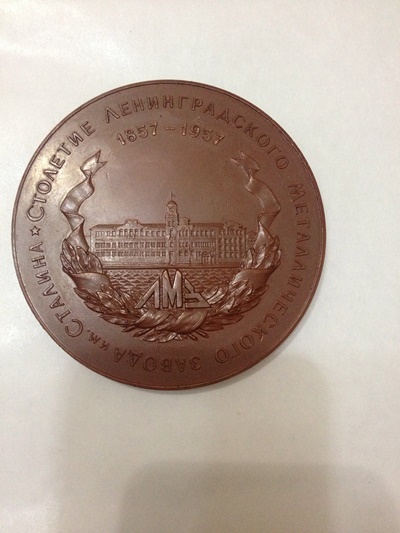 ★ Столетие Ленинградского Металлического завода им. Сталина
1857-1957
ЛМЗ